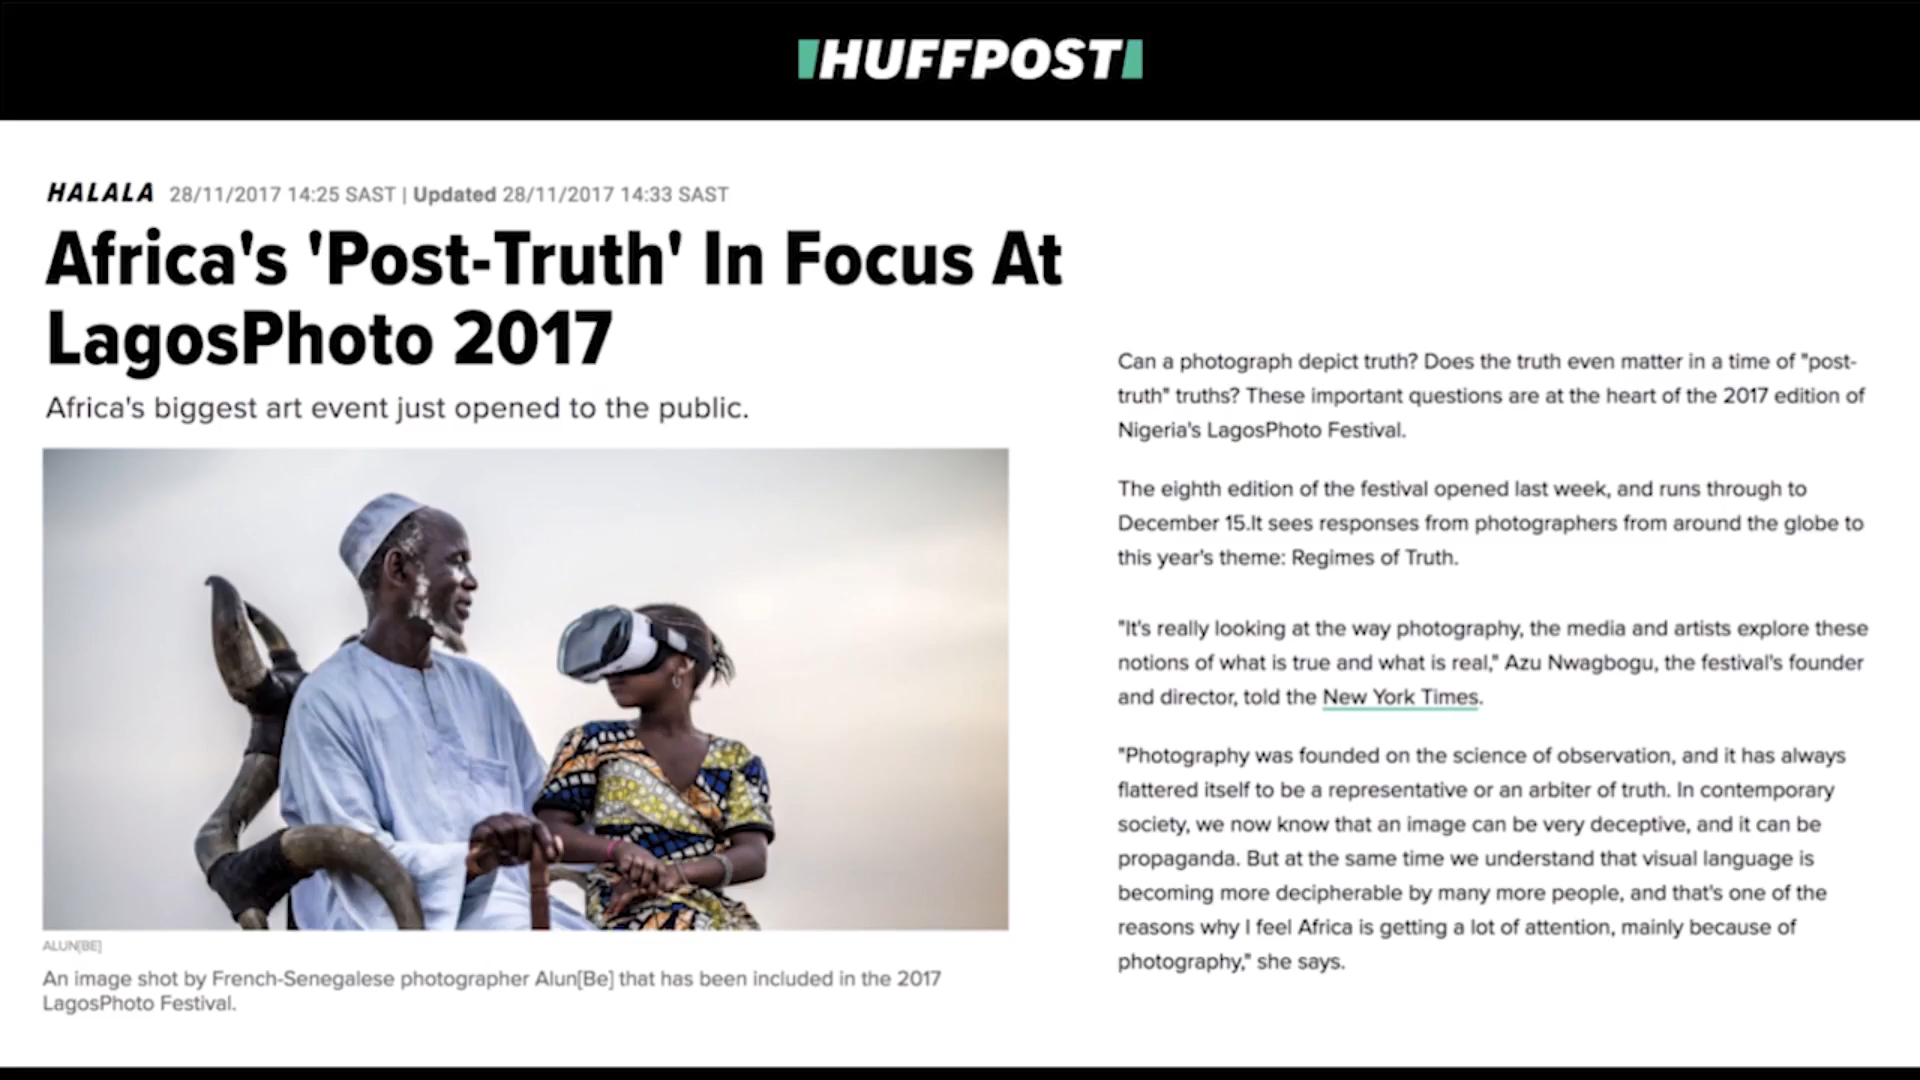 HUFFPOST
HALALA 28/11/2017 14:25 SAST | Updated 28/11/2017 14:33 SAST
Africa's 'Post-Truth' In Focus At
LagosPhoto 2017
Africa's biggest art event just opened to the public.
ALUN[BE]
An image shot by French-Senegalese photographer Alun[Be] that has been included in the 2017
LagosPhoto Festival.
Can a photograph depict truth? Does the truth even matter in a time of "post-
truth" truths? These important questions are at the heart of the 2017 edition of
Nigeria's LagosPhoto Festival.
The eighth edition of the festival opened last week, and runs through to
December 15.It sees responses from photographers from around the globe to
this year's theme: Regimes of Truth.
"It's really looking at the way photography, the media and artists explore these
notions of what is true and what is real," Azu Nwagbogu, the festival's founder
and director, told the New York Times.
"Photography was founded on the science of observation, and it has always
flattered itself to be a representative or an arbiter of truth. In contemporary
society, we now know that an image can be very deceptive, and it can be
propaganda. But at the same time we understand that visual language is
becoming more decipherable by many more people, and that's one of the
reasons why I feel Africa is getting a lot of attention, mainly because of
photography," she says.